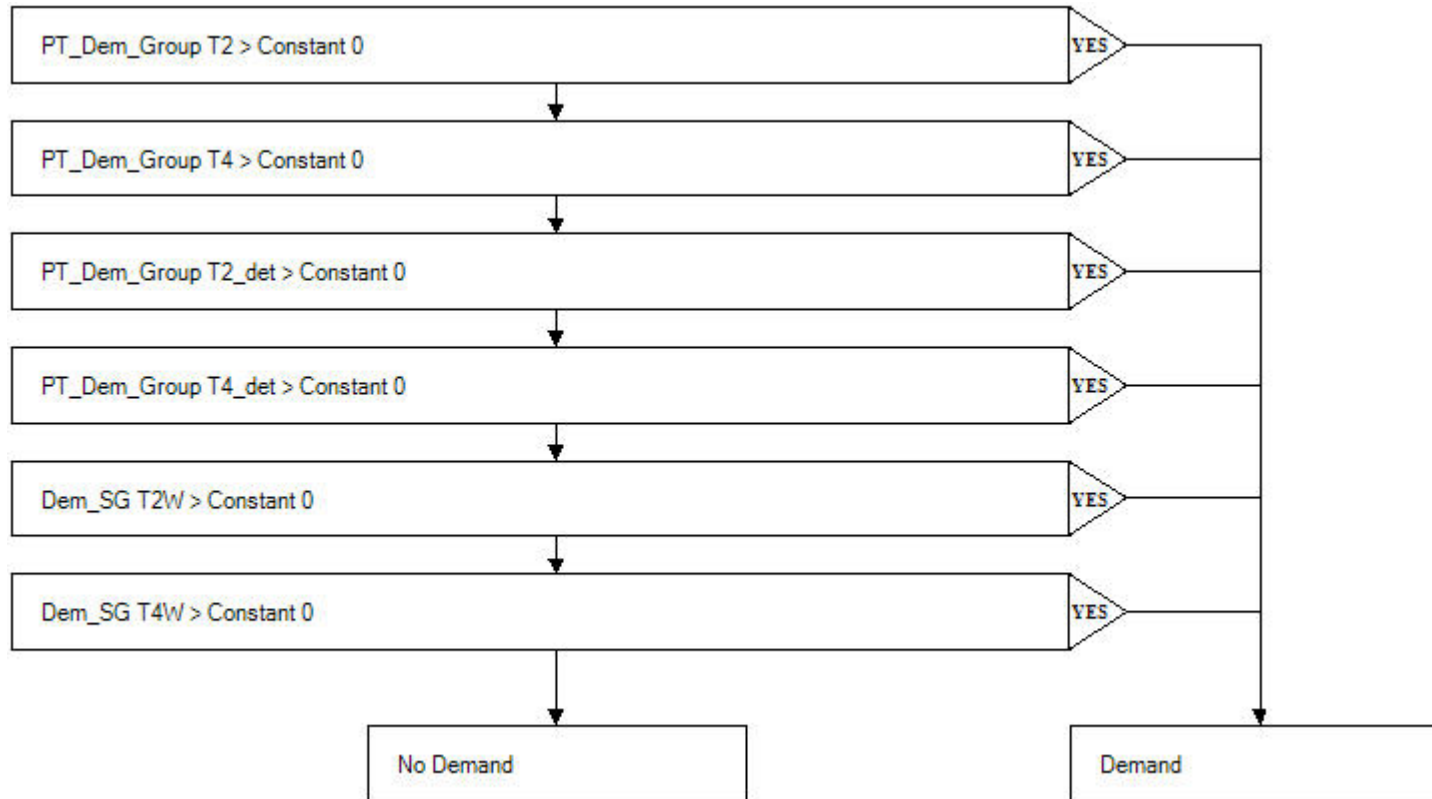 PT_Dem_Group T2 > Constant 0
YES
PT_Dem_Group T4 > Constant 0
YES
PT_Dem_Group T2_det > Constant 0
YES
PT_Dem_Group T4_det > Constant 0
YES
Dem_SG T2W > Constant 0
YES
Dem_SG T4W > Constant 0
YES
No Demand
Demand